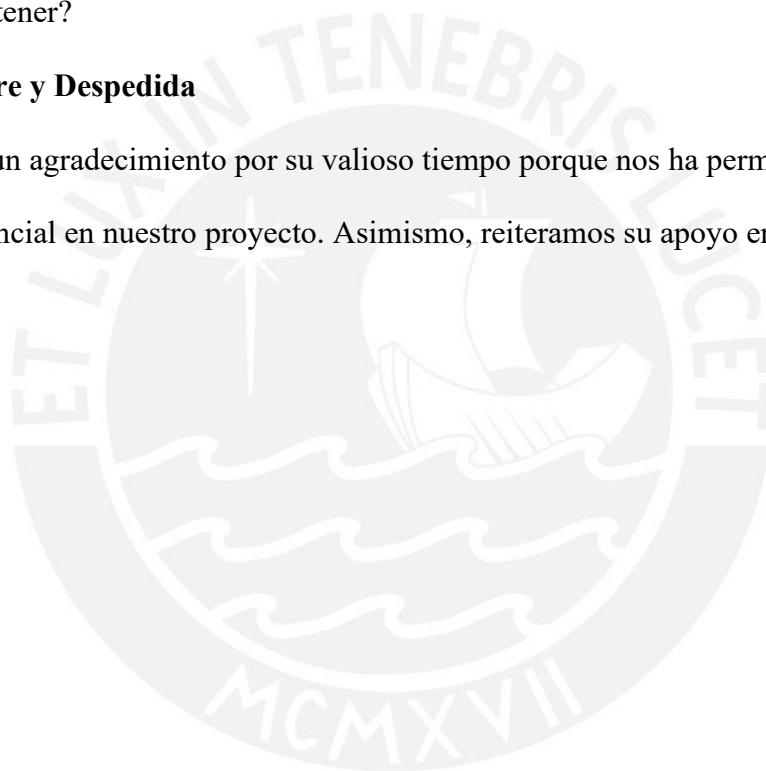 tener?
re y Despedida
un agradecimiento por su valioso tiempo porque nos ha perm
ncial en nuestro proyecto. Asimismo, reiteramos su apoyo en
ET LUX IN TENEBRIS LUCET
MCMXVII